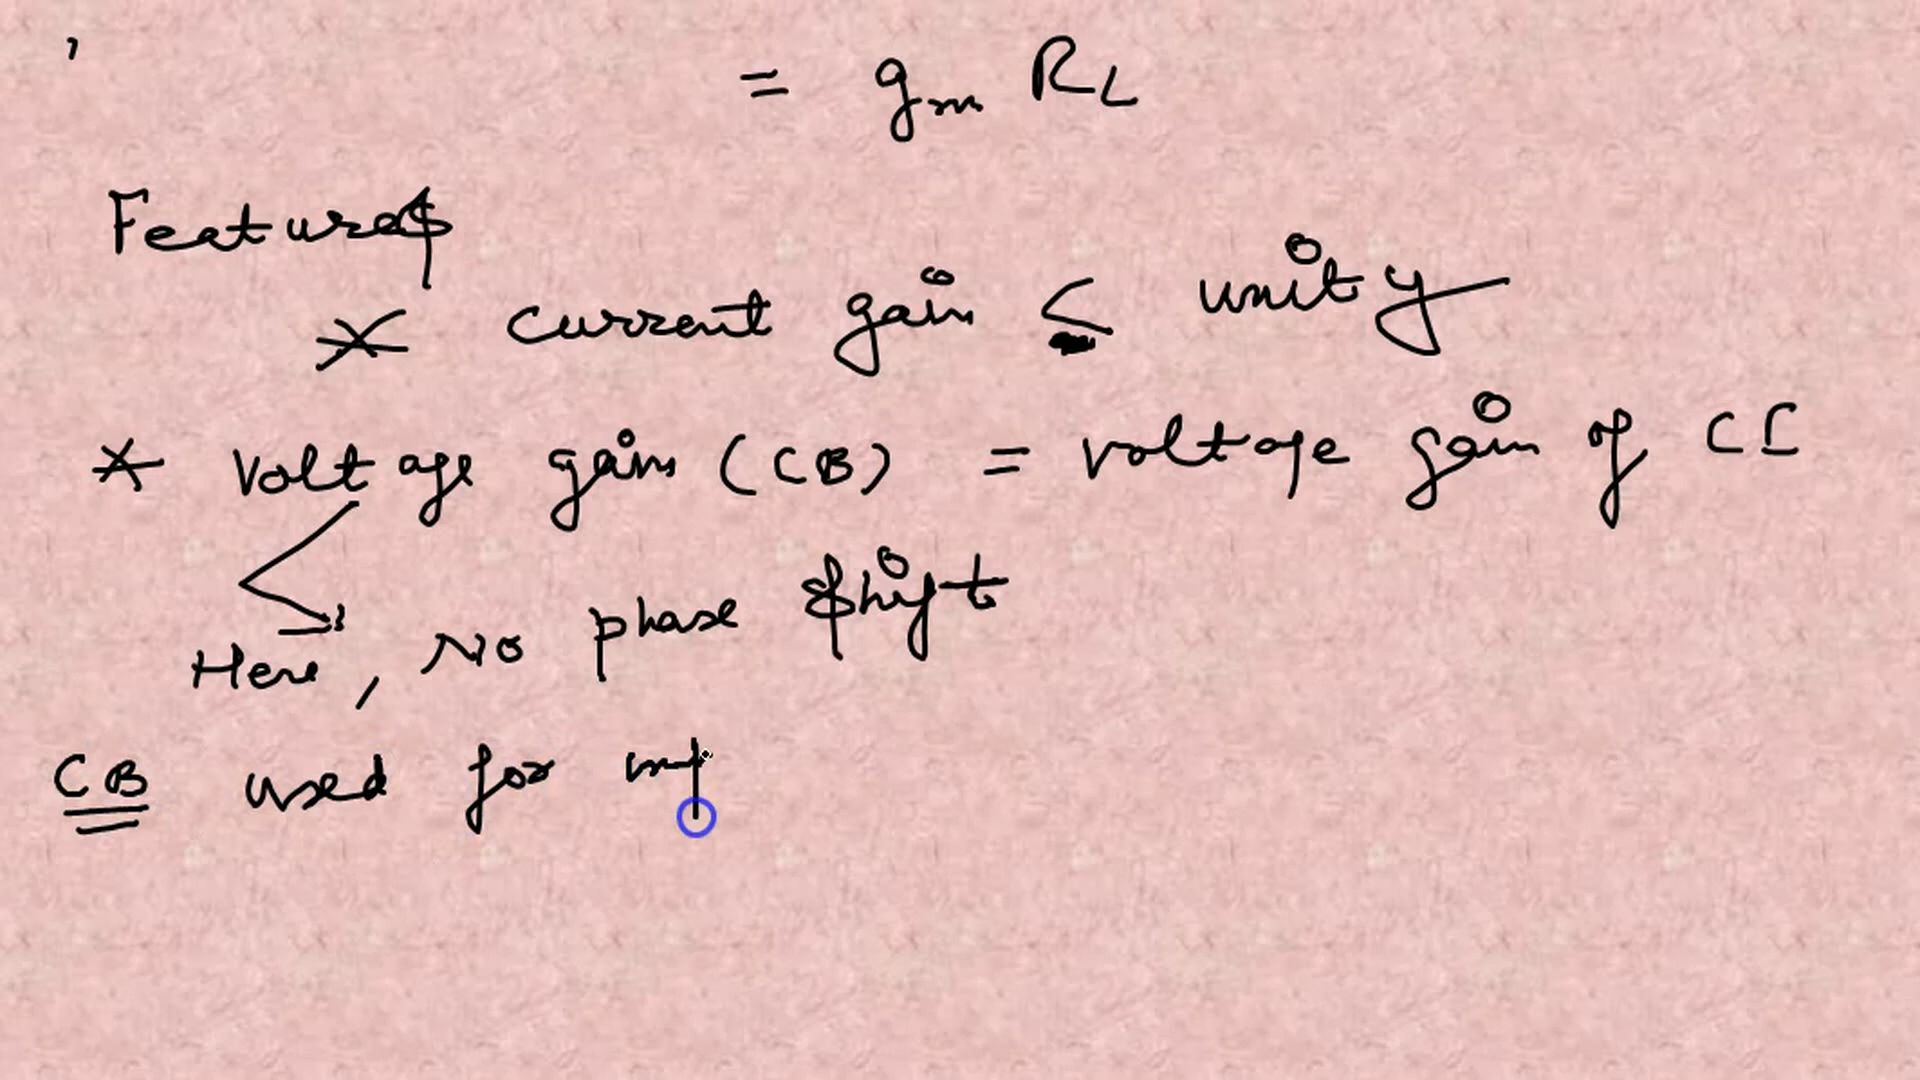 = gm RL
Features
* current gain ≤ unity
* Voltage gain (CB) = voltage gain of CE
Here, No phase shift
CB used for